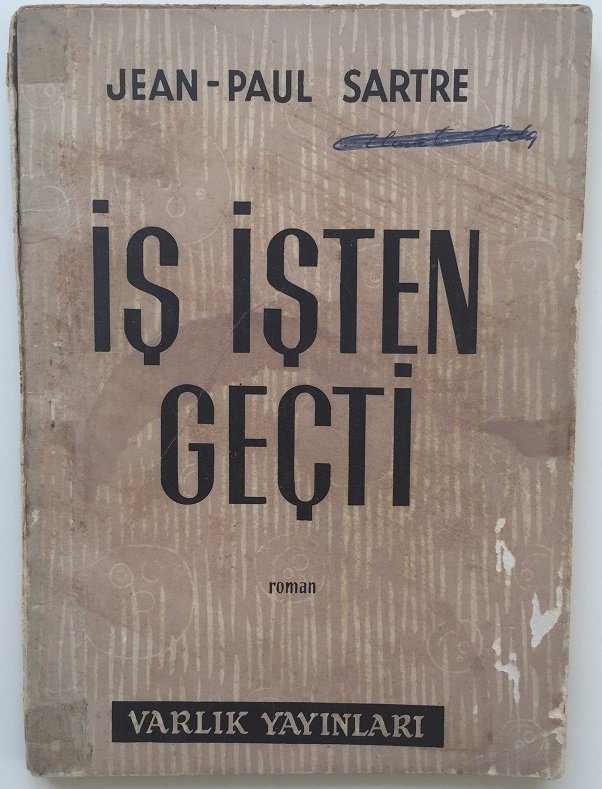 JEAN-PAUL SARTRE
İŞ İŞTEN
GEÇTİ
roman
VARLIK YAYINLARI